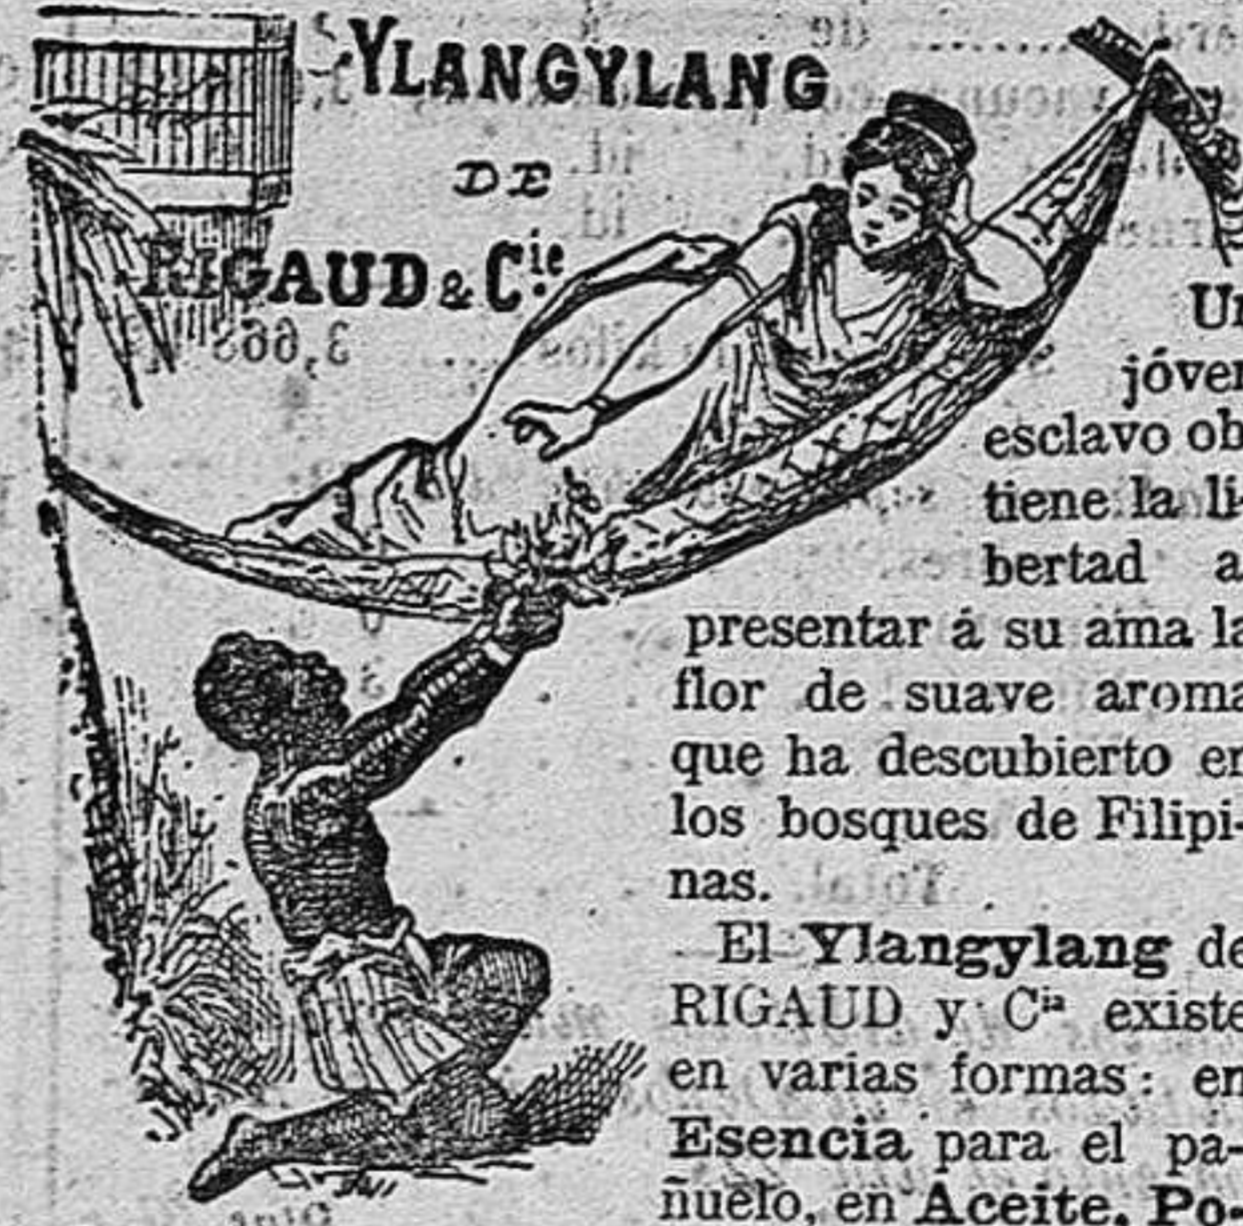 YLANGYLANG
DE
RIGAUD & Cie
Un
jóven
esclavo ob-
tiene la li-
bertad al
presentar á su ama la
flor de suave aroma
que ha descubierto en
los bosques de Filipi-
nas.
El Ylangylang de
RIGAUD y Cia existe
en varias formas: en
Esencia para el pa-
ñuelo, en Aceite, Po-